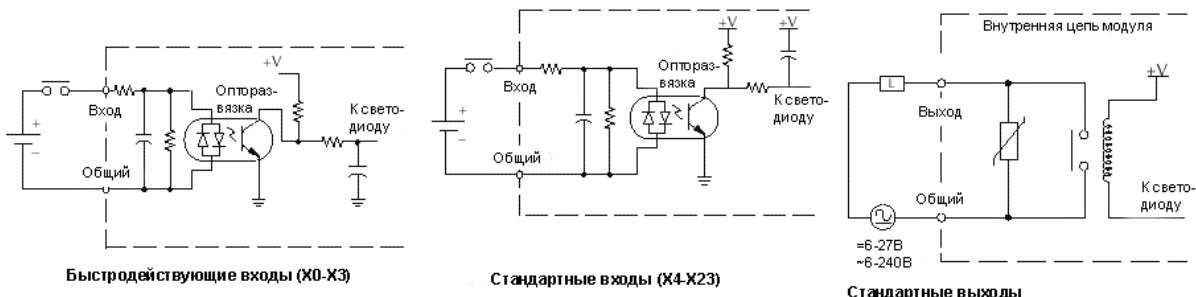 +V
Вход
Оптораз-
вязка
К свето-
диоду
+
−
Общий
Быстродействующие входы (X0-X3)
+V
+V
Вход
Оптораз-
вязка
К свето-
диоду
+
−
Общий
Стандартные входы (X4-X23)
Внутренняя цепь модуля
L
Выход
+V
Общий
К свето-
диоду
=6-27В
~6-240В
Стандартные выходы